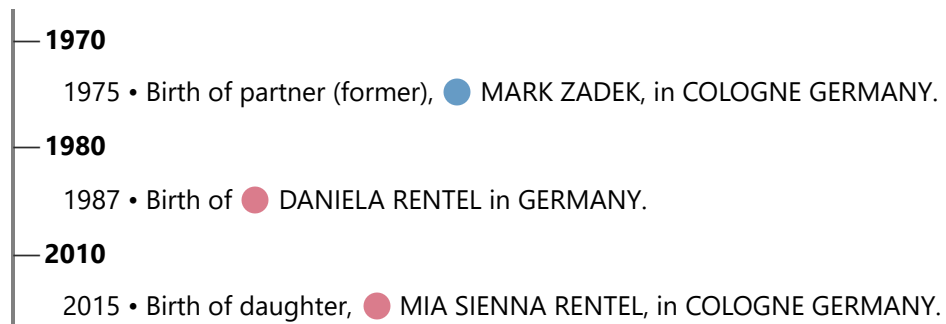 1970
1975 • Birth of partner (former), MARK ZADEK, in COLOGNE GERMANY.
1980
1987 • Birth of DANIELA RENTEL in GERMANY.
2010
2015 • Birth of daughter, MIA SIENNA RENTEL, in COLOGNE GERMANY.